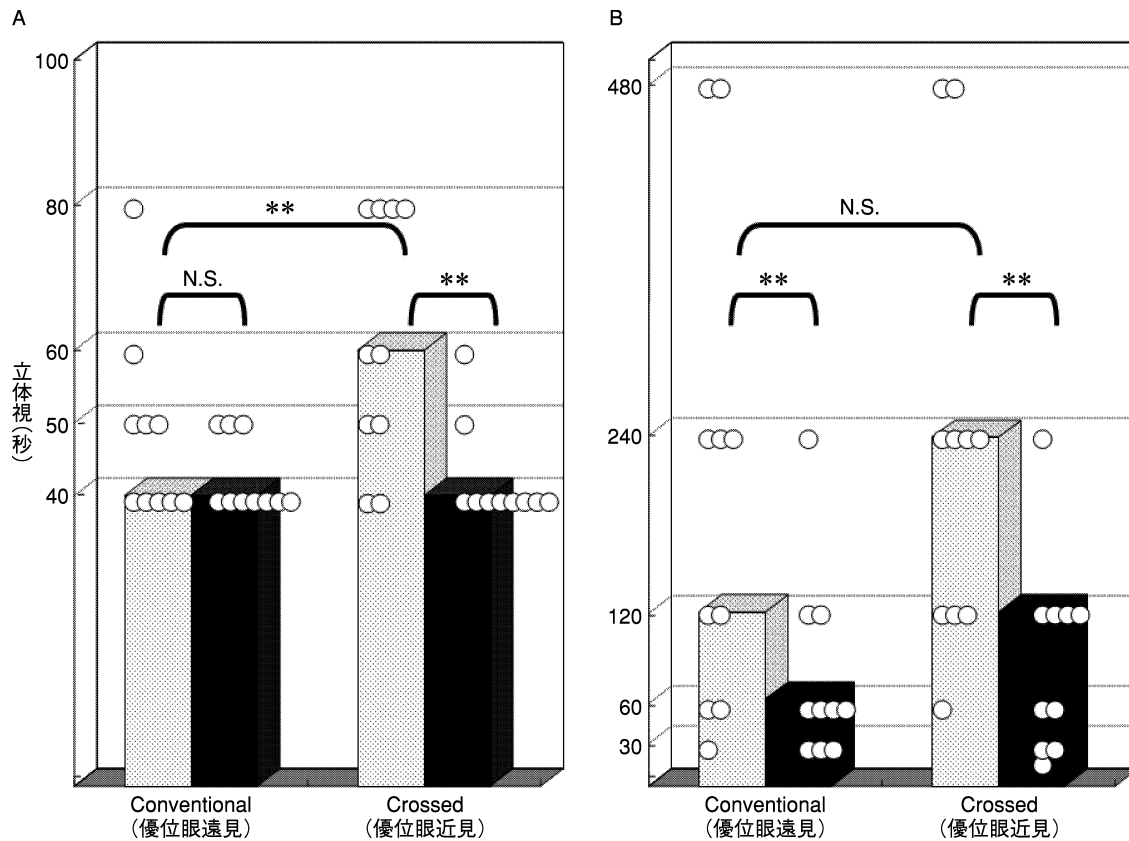 A
100
80
60
50
40
立体視（秒）
**
N.S.
**
Conventional
（優位眼遠見）
Crossed
（優位眼近見）
B
480
240
120
60
30
N.S.
**
**
Conventional
（優位眼遠見）
Crossed
（優位眼近見）